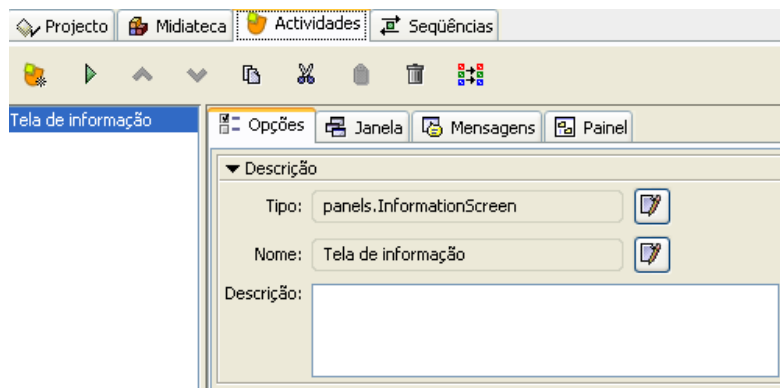 Projecto Midiateca Actividades Seqüências
Tela de informação
Opções Janela Mensagens Painel
Descrição
Tipo: panels.InformationScreen
Nome: Tela de informação
Descrição: